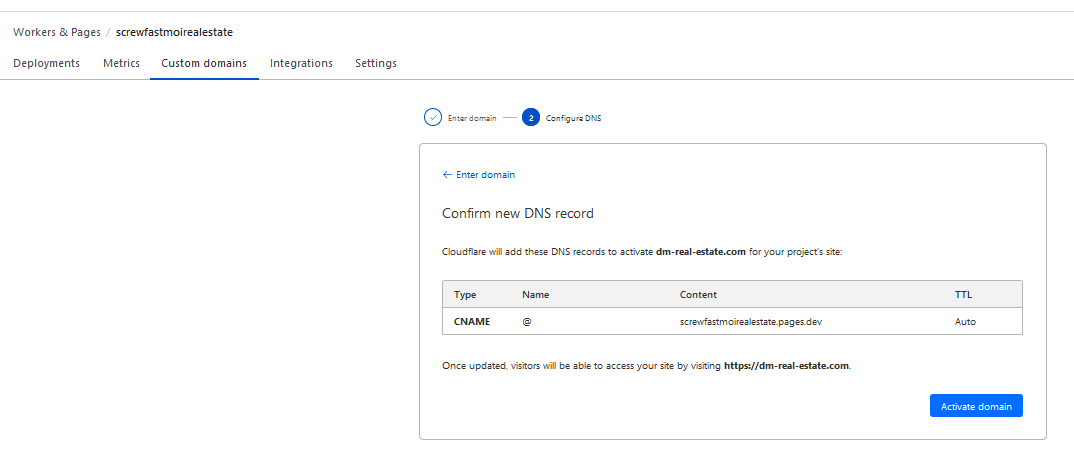 Workers & Pages / screwfastmoirealestate
Deployments Metrics Custom domains Integrations Settings
Enter domain 2 Configure DNS
← Enter domain
Confirm new DNS record
Cloudflare will add these DNS records to activate dm-real-estate.com for your project's site:
Type Name Content TTL
CNAME @ screwfastmoirealestate.pages.dev Auto
Once updated, visitors will be able to access your site by visiting https://dm-real-estate.com.
Activate domain